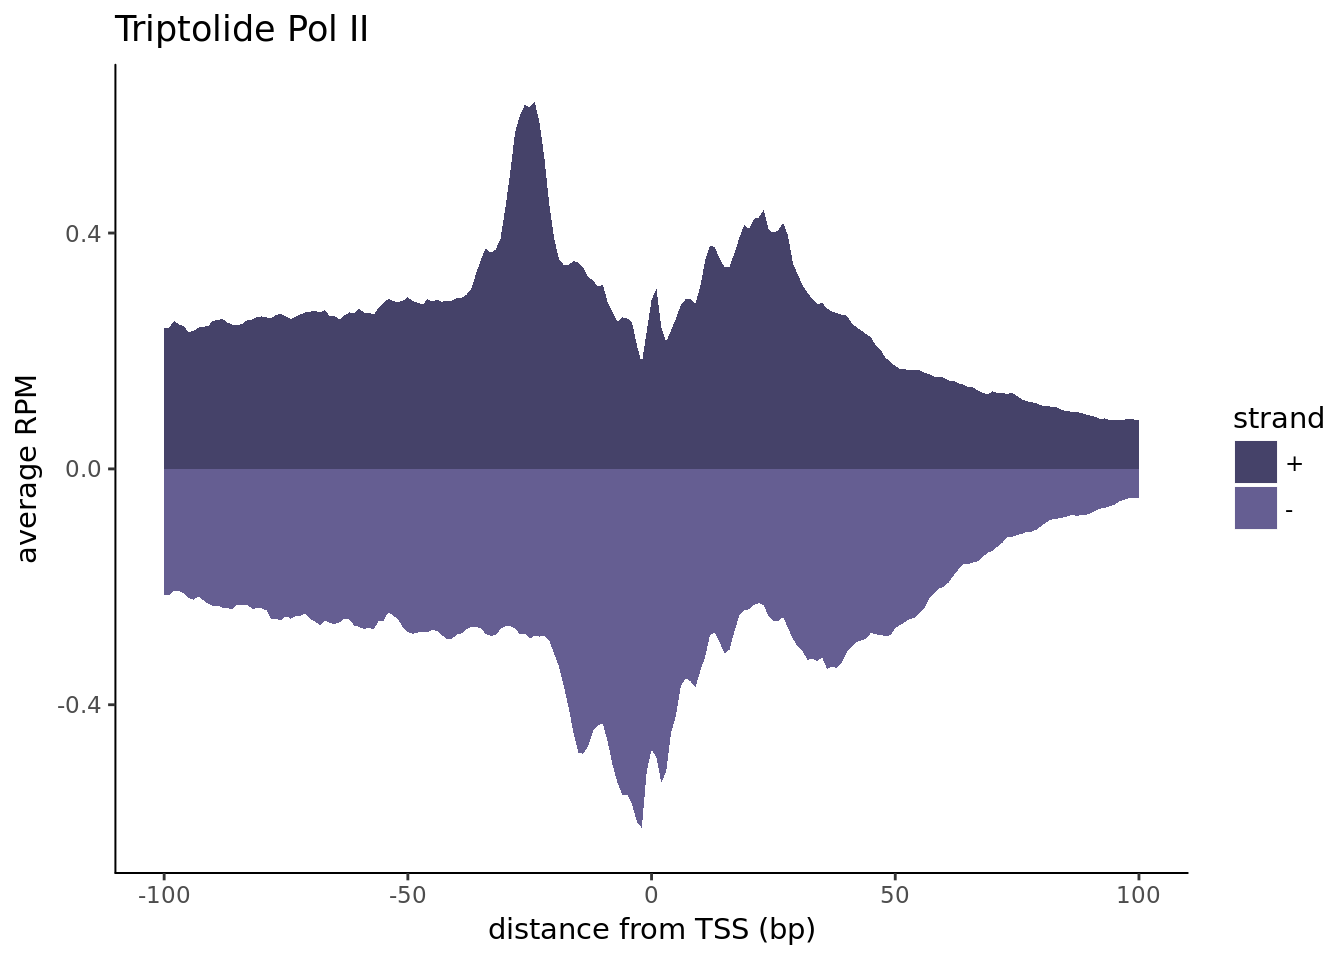 Triptolide Pol II
average RPM
0.4
0.0
-0.4
-100
-50
0
50
100
distance from TSS (bp)
strand
+
-